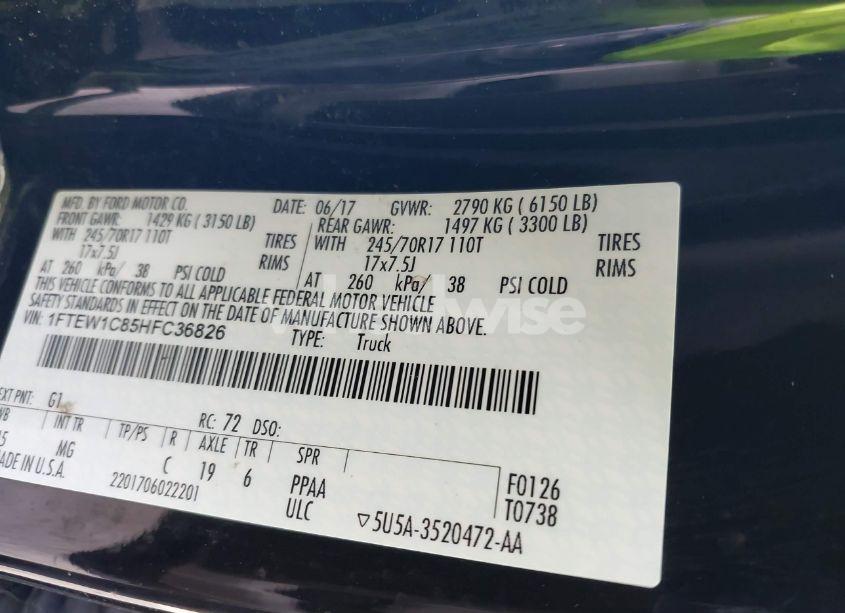 MFD. BY FORD MOTOR CO.
DATE: 06/17 GVWR: 2790 KG ( 6150 LB)
FRONT GAWR: 1429 KG ( 3150 LB) REAR GAWR: 1497 KG ( 3300 LB)
WITH 245/70R17 110T TIRES WITH 245/70R17 110T TIRES
17x7.5J RIMS 17x7.5J RIMS
AT 260 kPa/ 38 PSI COLD AT 260 kPa/ 38 PSI COLD
THIS VEHICLE CONFORMS TO ALL APPLICABLE FEDERAL MOTOR VEHICLE
SAFETY STANDARDS IN EFFECT ON THE DATE OF MANUFACTURE SHOWN ABOVE.
VIN: 1FTEW1C85HFC36826 TYPE: Truck
EXT PNT: G1 RC: 72 DSO:
WB INT TR TP/PS R AXLE TR SPR
MG C 19 6 PPAA F0126
MADE IN U.S.A. 2201706022201 ULC T0738
▽5U5A-3520472-AA